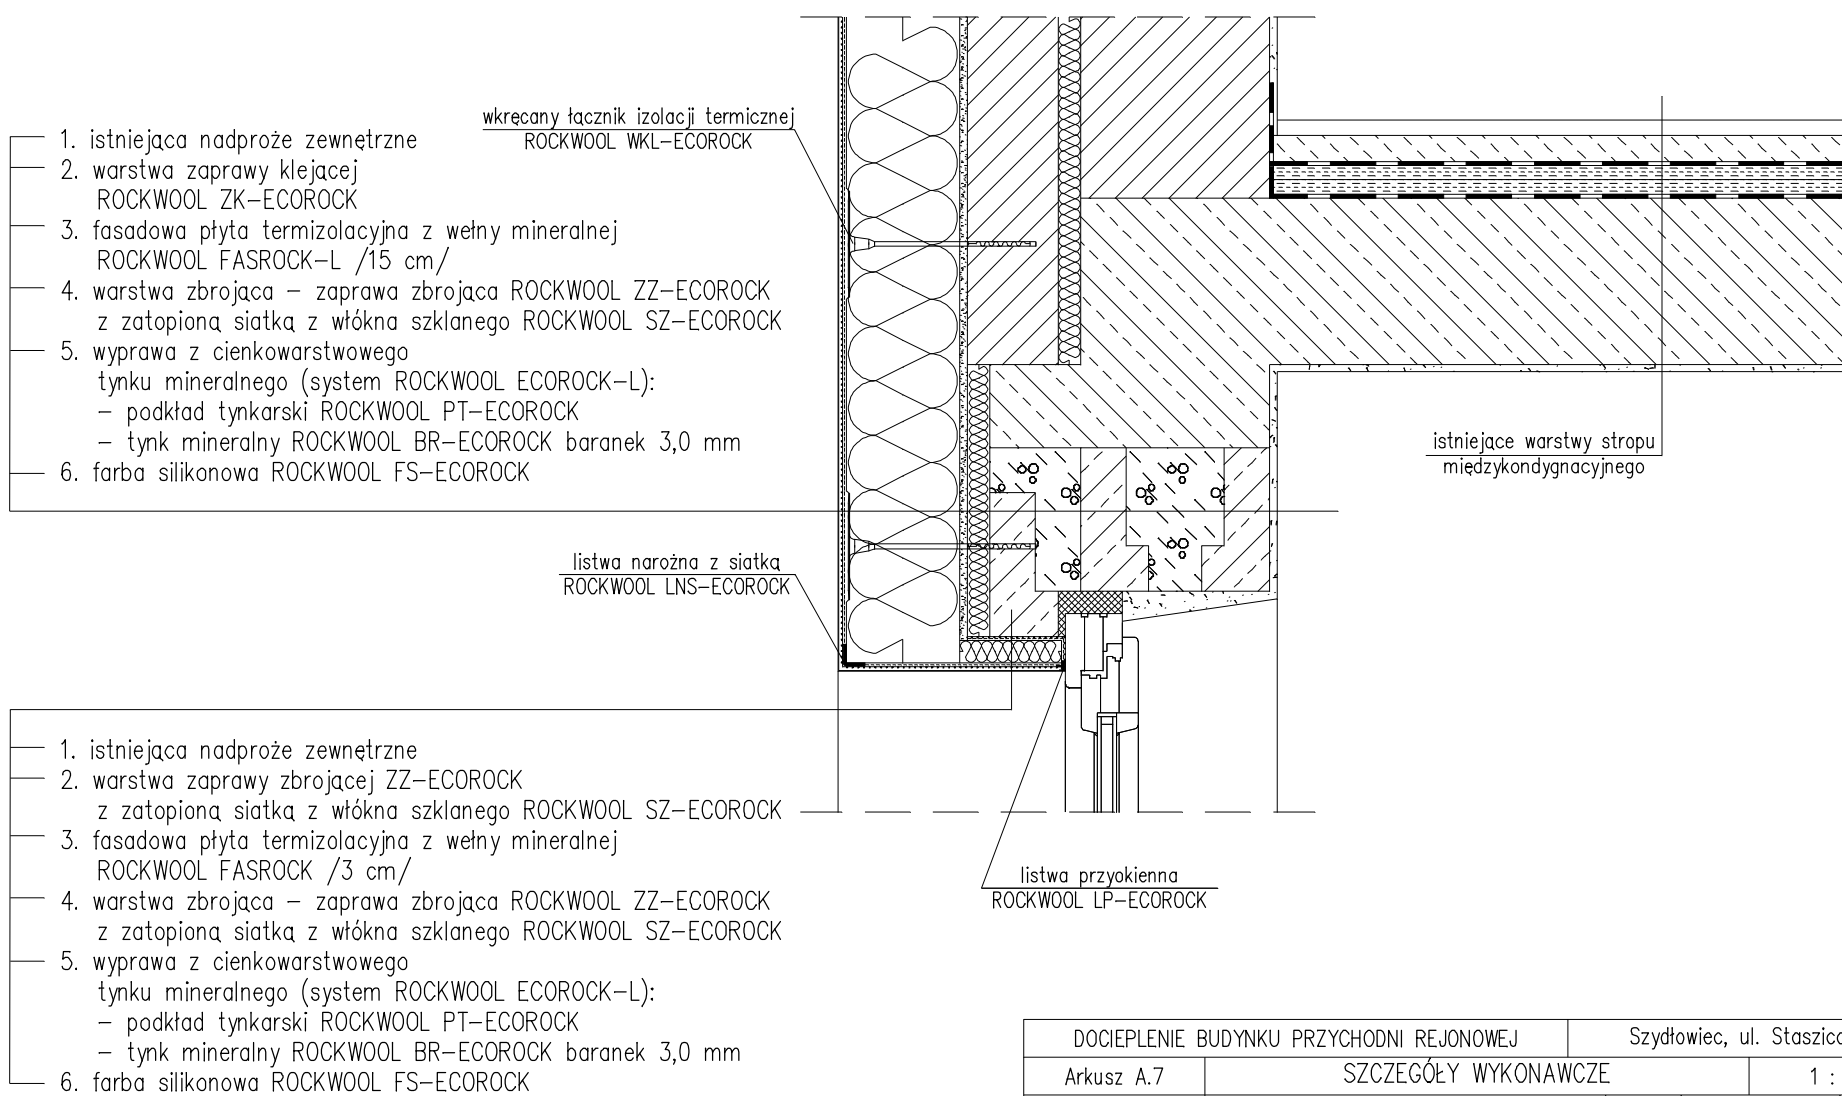 1. istniejąca nadproże zewnętrzne
2. warstwa zaprawy klejącej
ROCKWOOL ZK-ECOROCK
3. fasadowa płyta termizolacyjna z wełny mineralnej
ROCKWOOL FASROCK-L /15 cm/
4. warstwa zbrojąca - zaprawa zbrojąca ROCKWOOL ZZ-ECOROCK
z zatopioną siatką z włókna szklanego ROCKWOOL SZ-ECOROCK
5. wyprawa z cienkowarstwowego
tynku mineralnego (system ROCKWOOL ECOROCK-L):
- podkład tynkarski ROCKWOOL PT-ECOROCK
- tynk mineralny ROCKWOOL BR-ECOROCK baranek 3,0 mm
6. farba silikonowa ROCKWOOL FS-ECOROCK
wkręcany łącznik izolacji termicznej
ROCKWOOL WKL-ECOROCK
istniejące warstwy stropu
międzykondygnacyjnego
listwa narożna z siatką
ROCKWOOL LNS-ECOROCK
1. istniejąca nadproże zewnętrzne
2. warstwa zaprawy zbrojącej ZZ-ECOROCK
z zatopioną siatką z włókna szklanego ROCKWOOL SZ-ECOROCK
3. fasadowa płyta termizolacyjna z wełny mineralnej
ROCKWOOL FASROCK /3 cm/
4. warstwa zbrojąca - zaprawa zbrojąca ROCKWOOL ZZ-ECOROCK
z zatopioną siatką z włókna szklanego ROCKWOOL SZ-ECOROCK
5. wyprawa z cienkowarstwowego
tynku mineralnego (system ROCKWOOL ECOROCK-L):
- podkład tynkarski ROCKWOOL PT-ECOROCK
- tynk mineralny ROCKWOOL BR-ECOROCK baranek 3,0 mm
6. farba silikonowa ROCKWOOL FS-ECOROCK
listwa przyokienna
ROCKWOOL LP-ECOROCK
DOCIEPLENIE BUDYNKU PRZYCHODNI REJONOWEJ
Szydłowiec, ul.
Arkusz A.7
SZCZEGÓŁY WYKONAWCZE
1 :